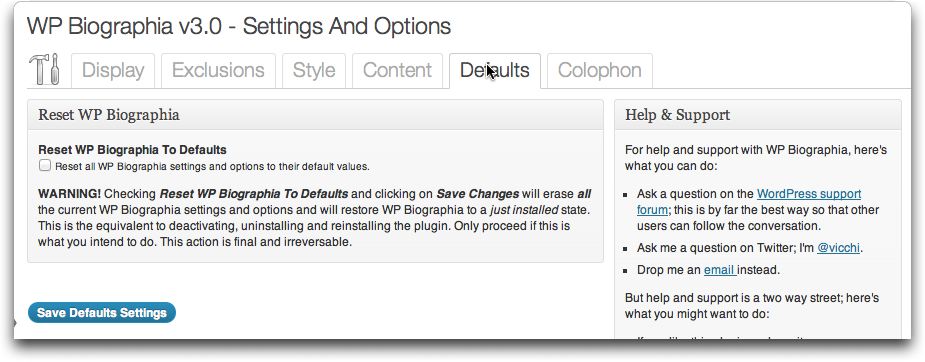 WP Biographia v3.0 - Settings And Options
Display
Exclusions
Style
Content
Defaults
Colophon
Reset WP Biographia
Reset WP Biographia To Defaults
Reset all WP Biographia settings and options to their default values.
WARNING! Checking Reset WP Biographia To Defaults and clicking on Save Changes will erase all
the current WP Biographia settings and options and will restore WP Biographia to a just installed state.
This is the equivalent to deactivating, uninstalling and reinstalling the plugin. Only proceed if this is
what you intend to do. This action is final and irreversable.
Save Defaults Settings
Help & Support
For help and support with WP Biographia, here's
what you can do:
Ask a question on the WordPress support
forum; this is by far the best way so that other
users can follow the conversation.
Ask me a question on Twitter; I'm @vicchi.
Drop me an email instead.
But help and support is a two way street; here's
what you might want to do: